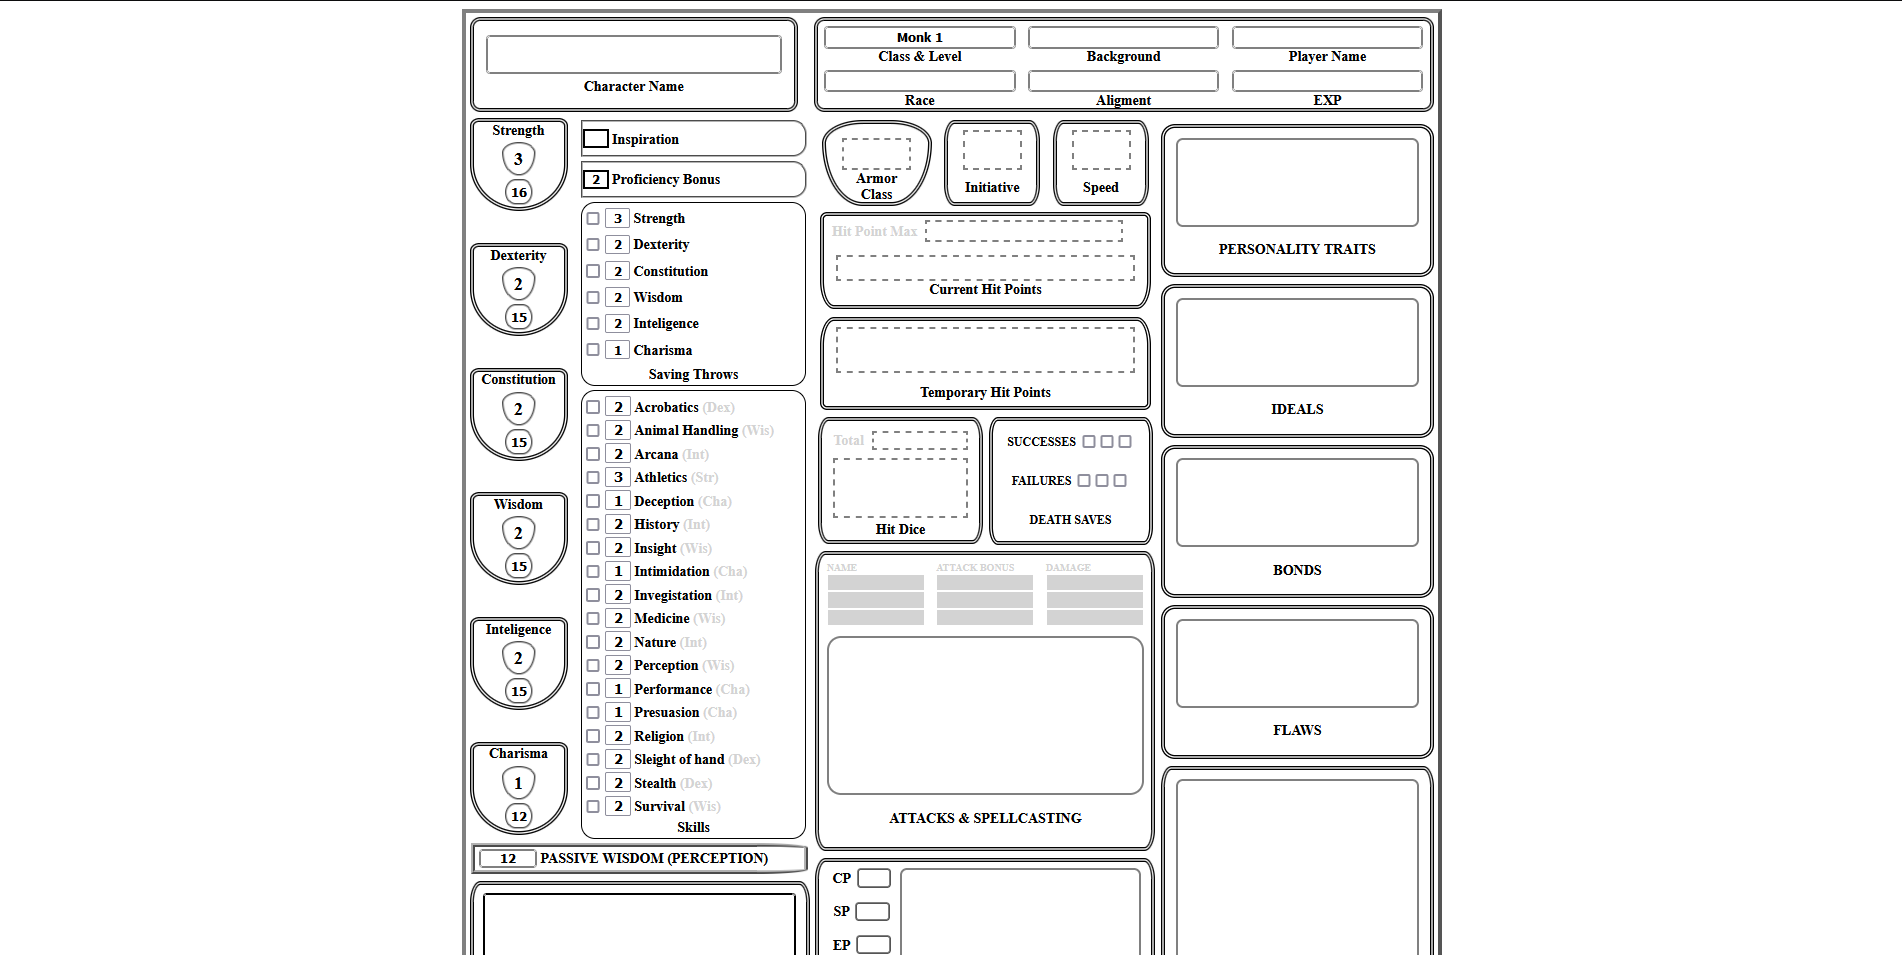 Character Name
Monk 1
Class & Level
Background
Player Name
Race
Aligment
EXP
Strength
3
16
Dexterity
2
15
Constitution
2
15
Wisdom
2
15
Inteligence
2
15
Charisma
1
12
Inspiration
2 Proficiency Bonus
3 Strength
2 Dexterity
2 Constitution
2 Wisdom
2 Inteligence
1 Charisma
Saving Throws
2 Acrobatics (Dex)
2 Animal Handling (Wis)
2 Arcana (Int)
3 Athletics (Str)
1 Deception (Cha)
2 History (Int)
2 Insight (Wis)
1 Intimidation (Cha)
2 Invegistation (Int)
2 Medicine (Wis)
2 Nature (Int)
2 Perception (Wis)
1 Performance (Cha)
1 Presuasion (Cha)
2 Religion (Int)
2 Sleight of hand (Dex)
2 Stealth (Dex)
2 Survival (Wis)
Skills
12 PASSIVE WISDOM (PERCEPTION)
Armor
Class
Initiative
Speed
Hit Point Max
Current Hit Points
Temporary Hit Points
Total
Hit Dice
SUCCESSES
FAILURES
DEATH SAVES
NAME ATTACK BONUS DAMAGE
ATTACKS & SPELLCASTING
CP
SP
EP
PERSONALITY TRAITS
IDEALS
BONDS
FLAWS